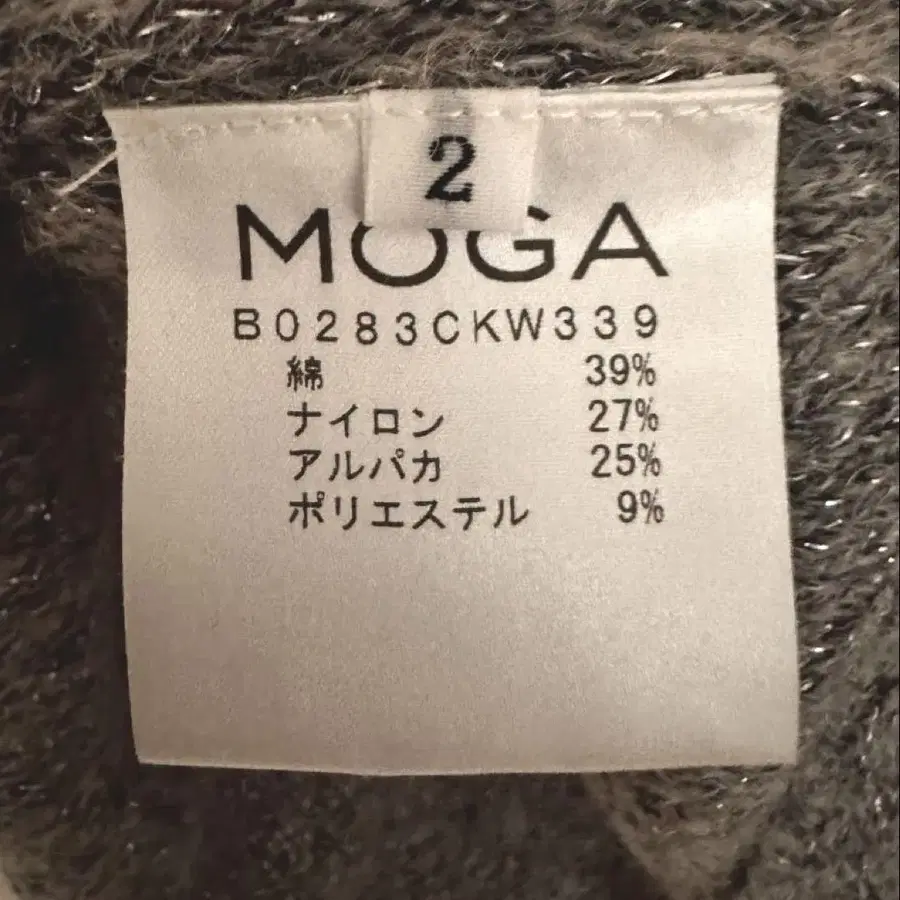 2
MOGA
B0283CKW339
綿 39%
ナイロン 27%
アルパカ 25%
ポリエステル 9%